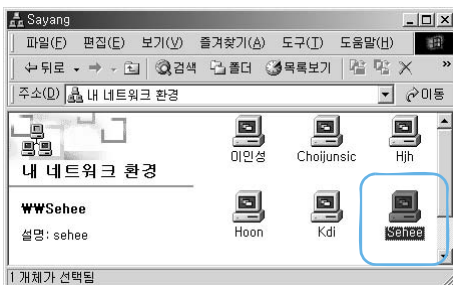 Sayang
파일(F) 편집(E) 보기(V) 즐겨찾기(A) 도구(T) 도움말(H)
뒤로 검색 폴더 목록보기 »
주소(D) 내 네트워크 환경 이동
이인성 Choijunsic Hjh
내 네트워크 환경
₩₩Sehee
설명: sehee
Hoon Kdi Sehee
1 개체가 선택됨